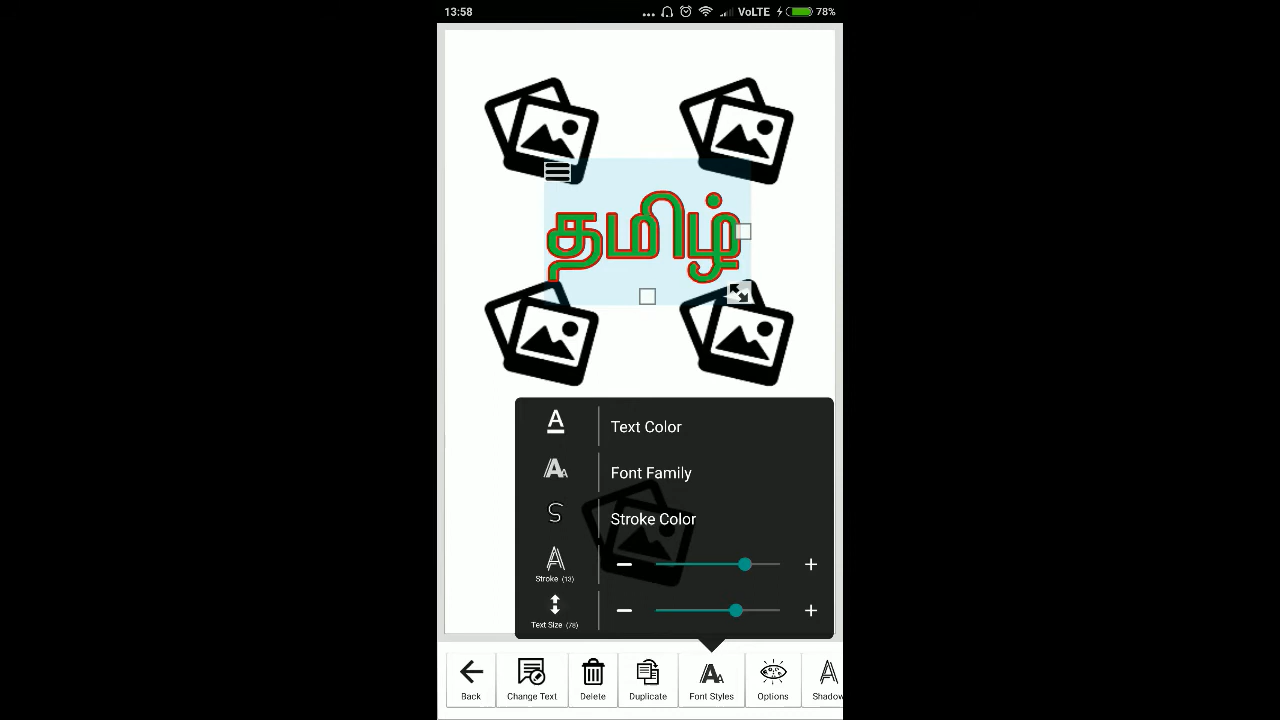 13:58 ... VoLTE 78%
தமிழ்
Text Color
Font Family
Stroke Color
Stroke (13)
Text Size (78)
Back Change Text Delete Duplicate Font Styles Options Shadow